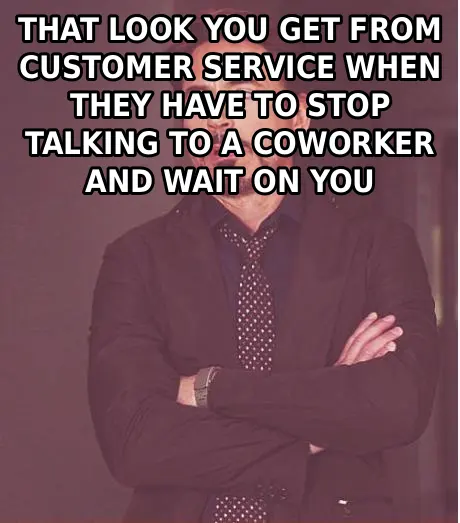 THAT LOOK YOU GET FROM
CUSTOMER SERVICE WHEN
THEY HAVE TO STOP
TALKING TO A COWORKER
AND WAIT ON YOU